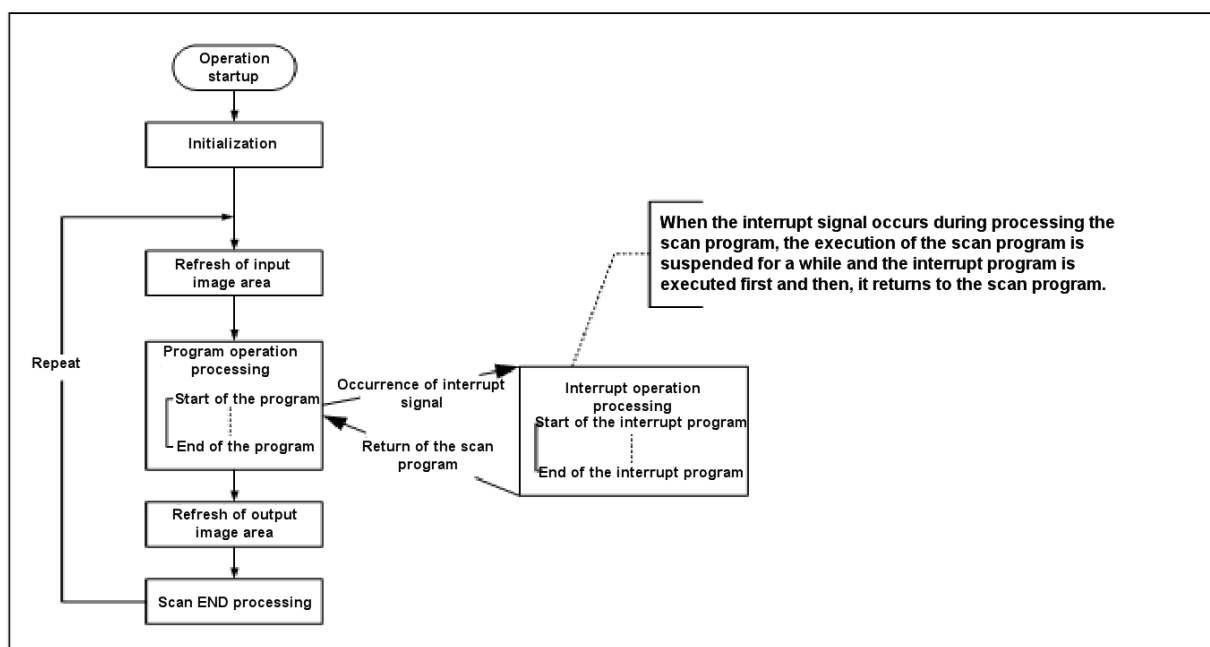 Operation
startup
Initialization
Refresh of input
image area
Repeat
Program operation
processing
Start of the program
End of the program
Occurrence of interrupt
signal
Return of the scan
program
Interrupt operation
processing
Start of the interrupt program
End of the interrupt program
When the interrupt signal occurs during processing the
scan program, the execution of the scan program is
suspended for a while and the interrupt program is
executed first and then, it returns to the scan program.
Refresh of output
image area
Scan END processing